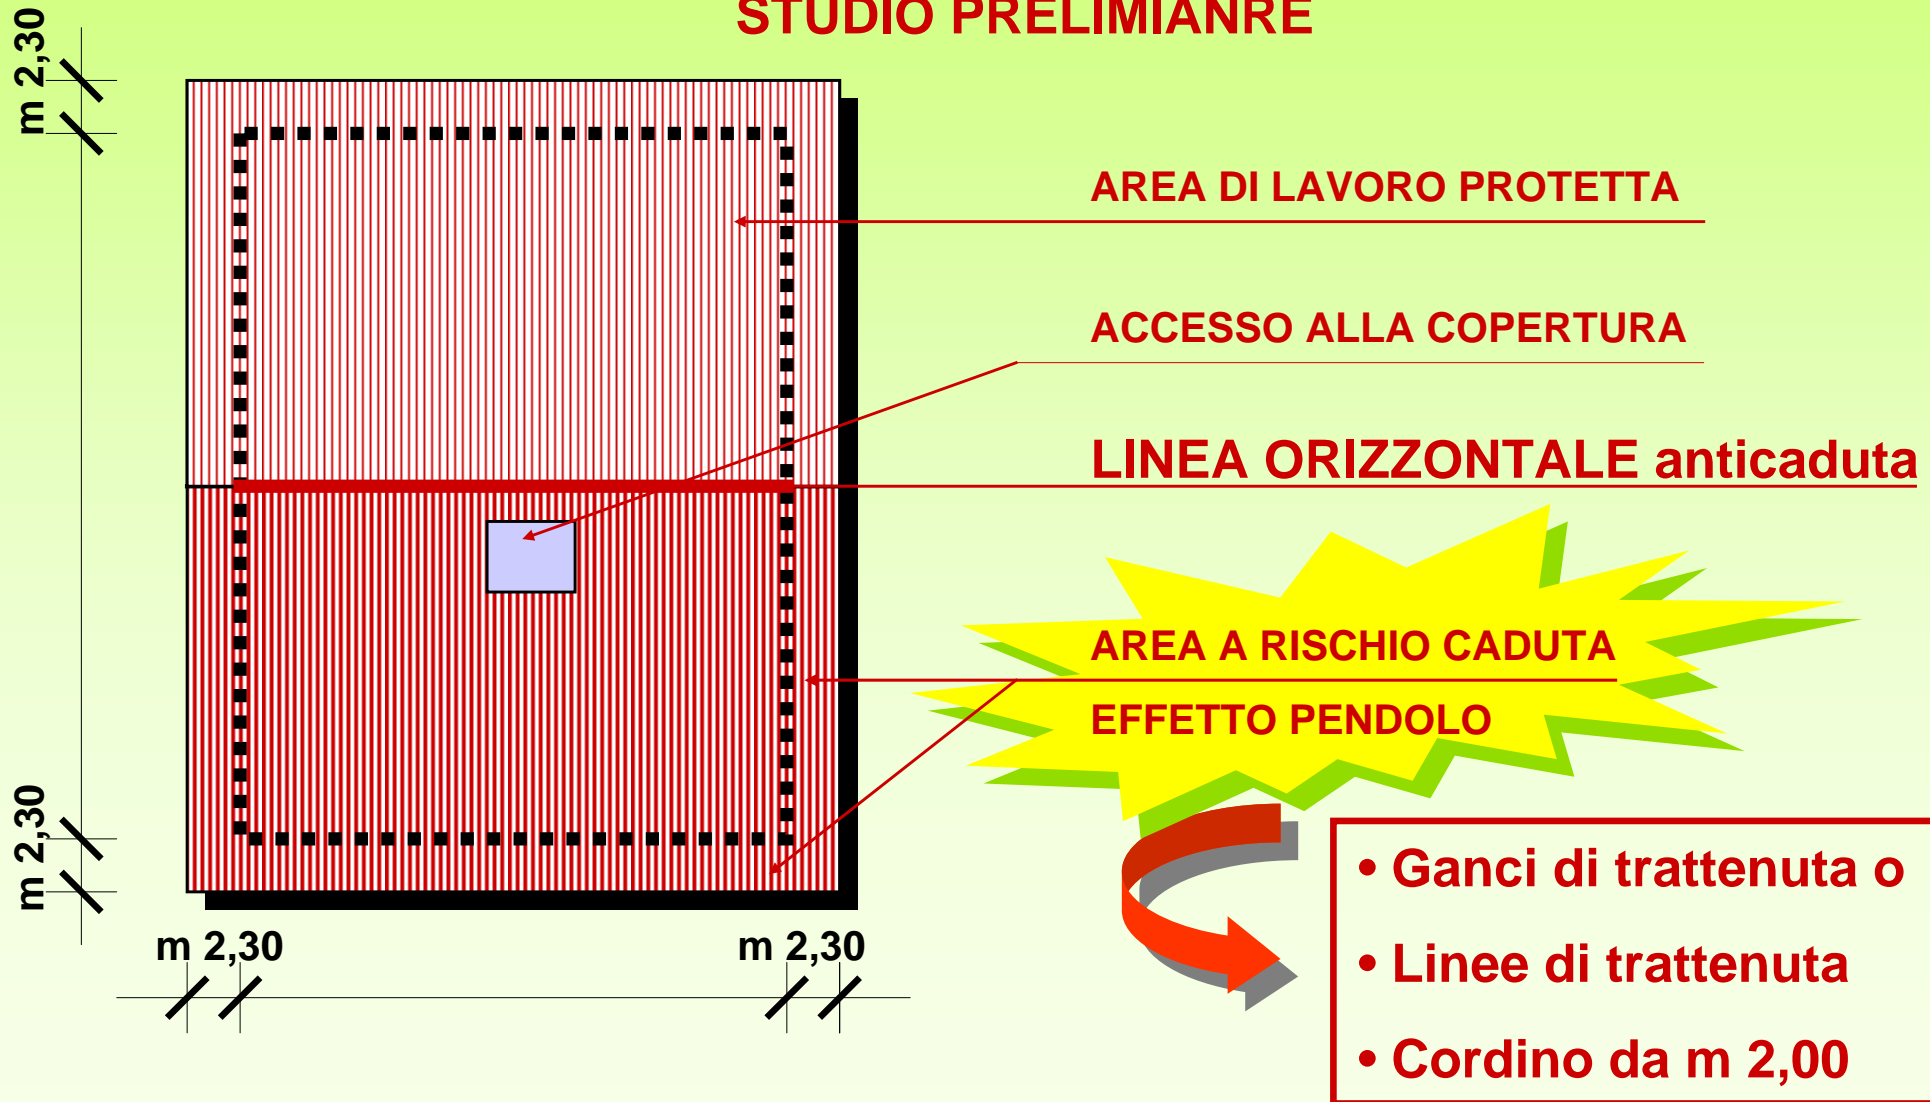 STUDIO PRELIMIANRE
m 2,30
AREA DI LAVORO PROTETTA
ACCESSO ALLA COPERTURA
LINEA ORIZZONTALE anticaduta
AREA A RISCHIO CADUTA
EFFETTO PENDOLO
m 2,30
m 2,30
m 2,30
• Ganci di trattenuta o
• Linee di trattenuta
• Cordino da m 2,00